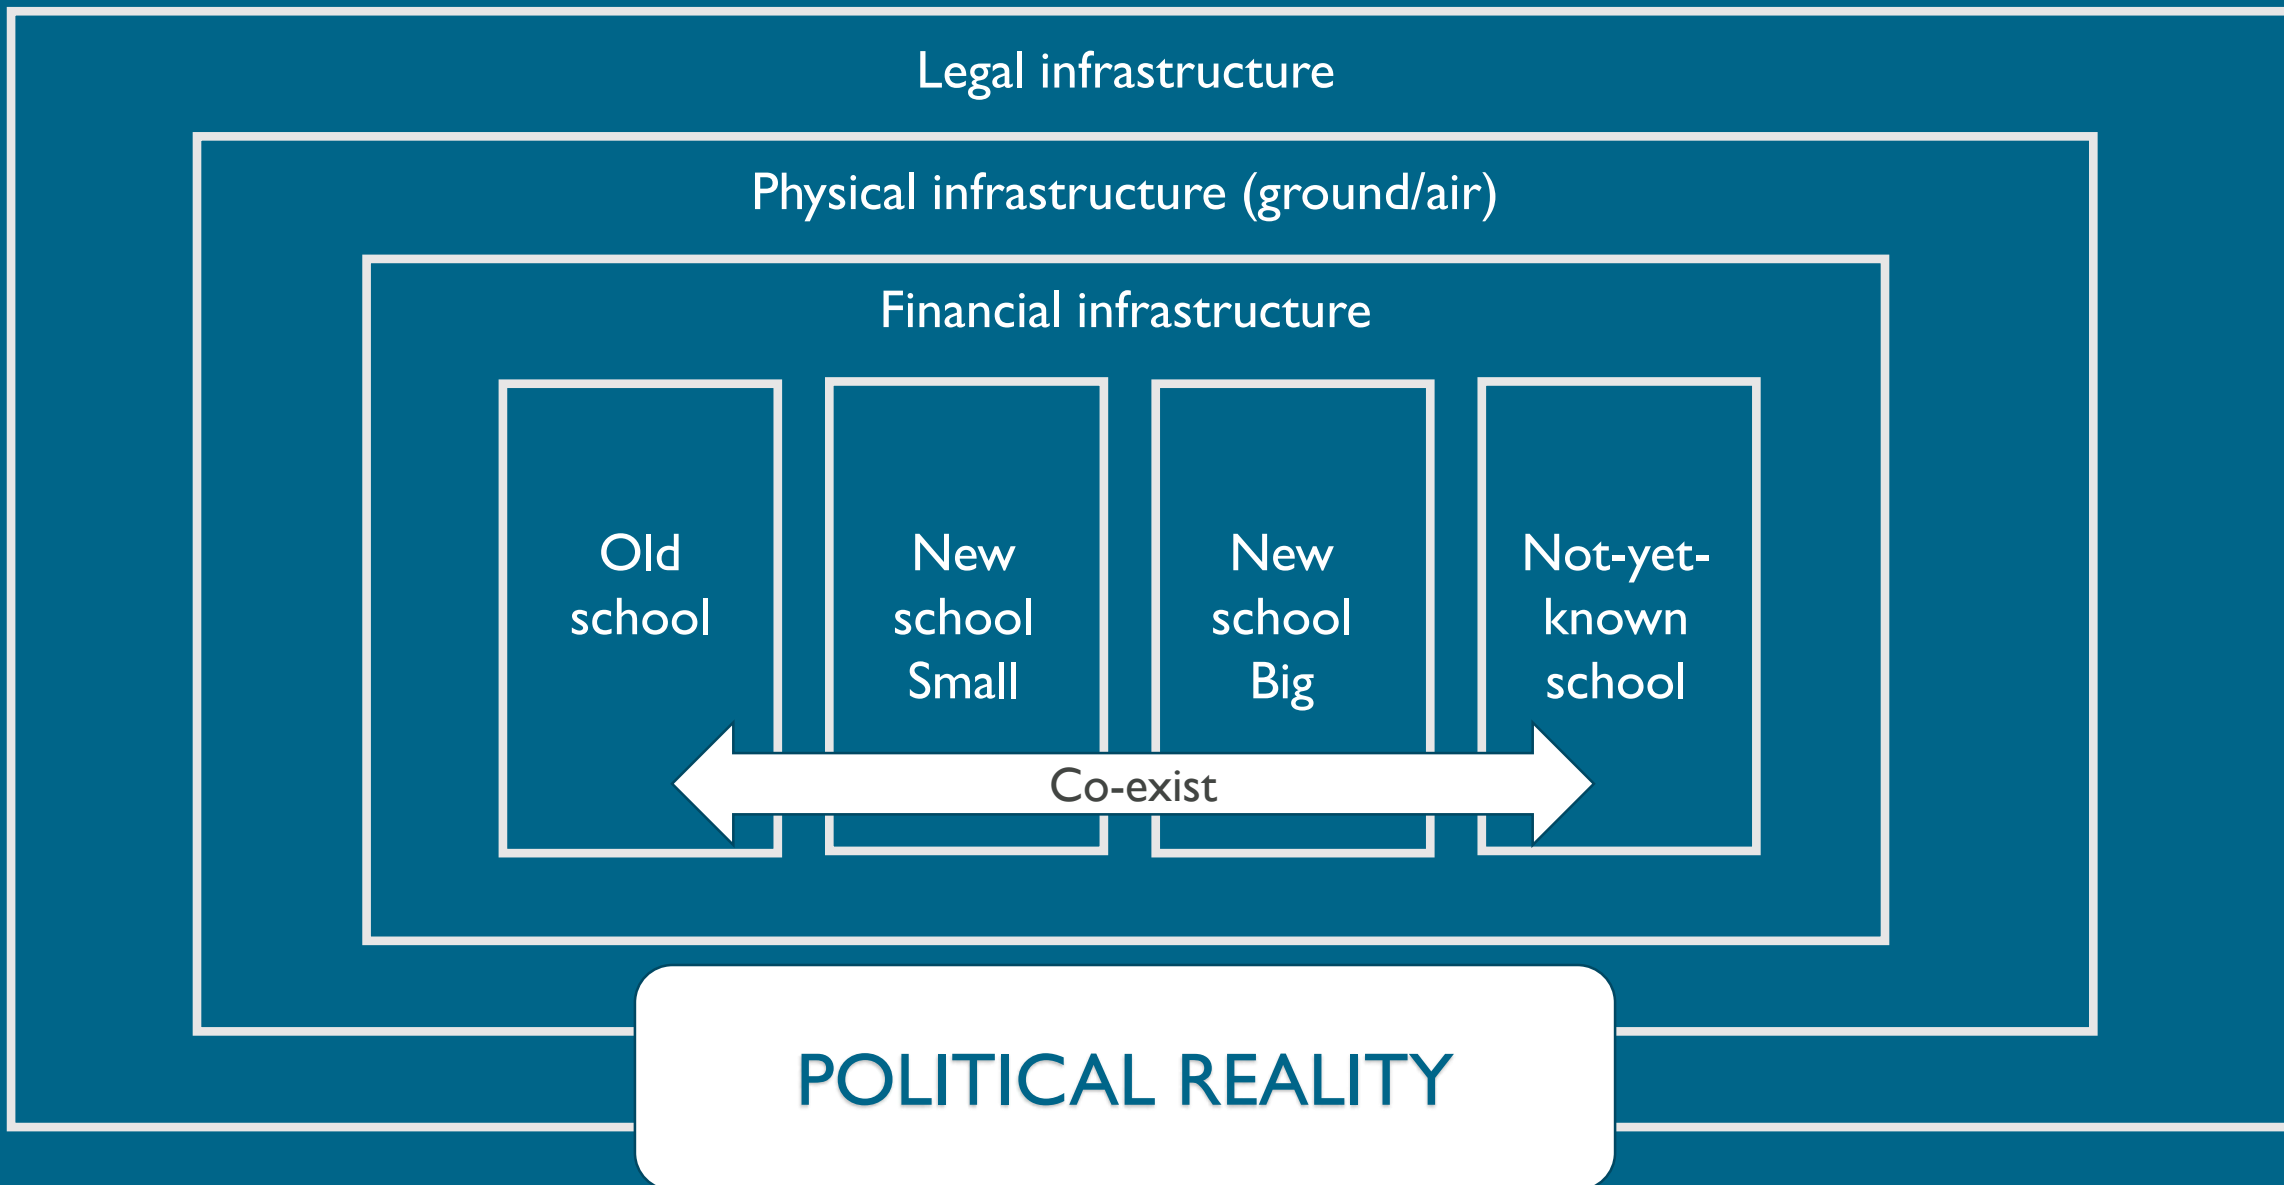 Legal infrastructure
Physical infrastructure (ground/air)
Financial infrastructure
Old
school
New
school
Small
New
school
Big
Not-yet-
known
school
Co-exist
POLITICAL REALITY